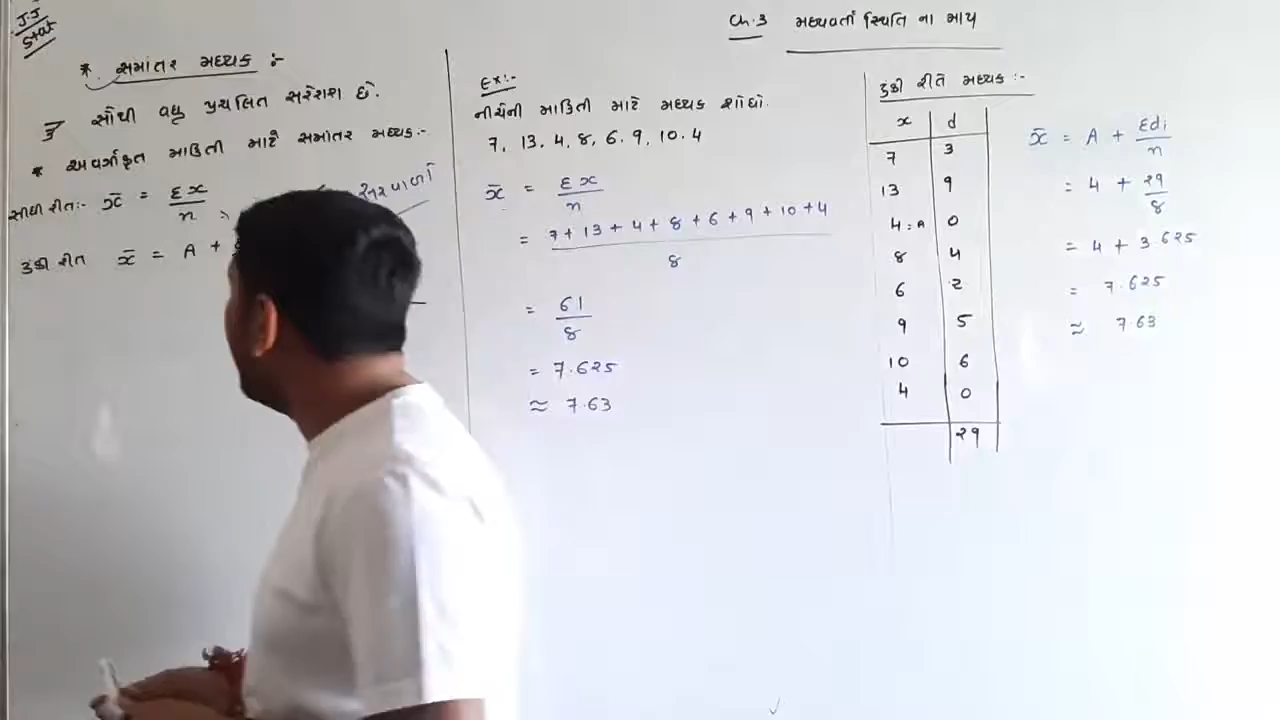 J.J
Stat
Ch.3 મધ્યવર્તી સ્થિતિ ના માપ
* સમાંતર મધ્યક :-
સૌથી વધુ પ્રચલિત સરેરાશ છે.
* અવર્ગીકૃત માહિતી માટે સમાંતર મધ્યક:-
સીધી રીત:- x̄ = Σx/n
ટુંકી રીત x̄ = A +
Ex:-
નીચેની માહિતી માટે મધ્યક શોધો.
7, 13, 4, 8, 6, 9, 10, 4
x̄ = Σx/n
= 7+13+4+8+6+9+10+4 / 8
= 61/8
= 7.625
≈ 7.63
ટુંકી રીતે મધ્યક :-
x d
7 3
13 9
4=A 0
8 4
6 2
9 5
10 6
4 0
29
x̄ = A + Σdi/n
= 4 + 29/8
= 4 + 3.625
= 7.625
≈ 7.63